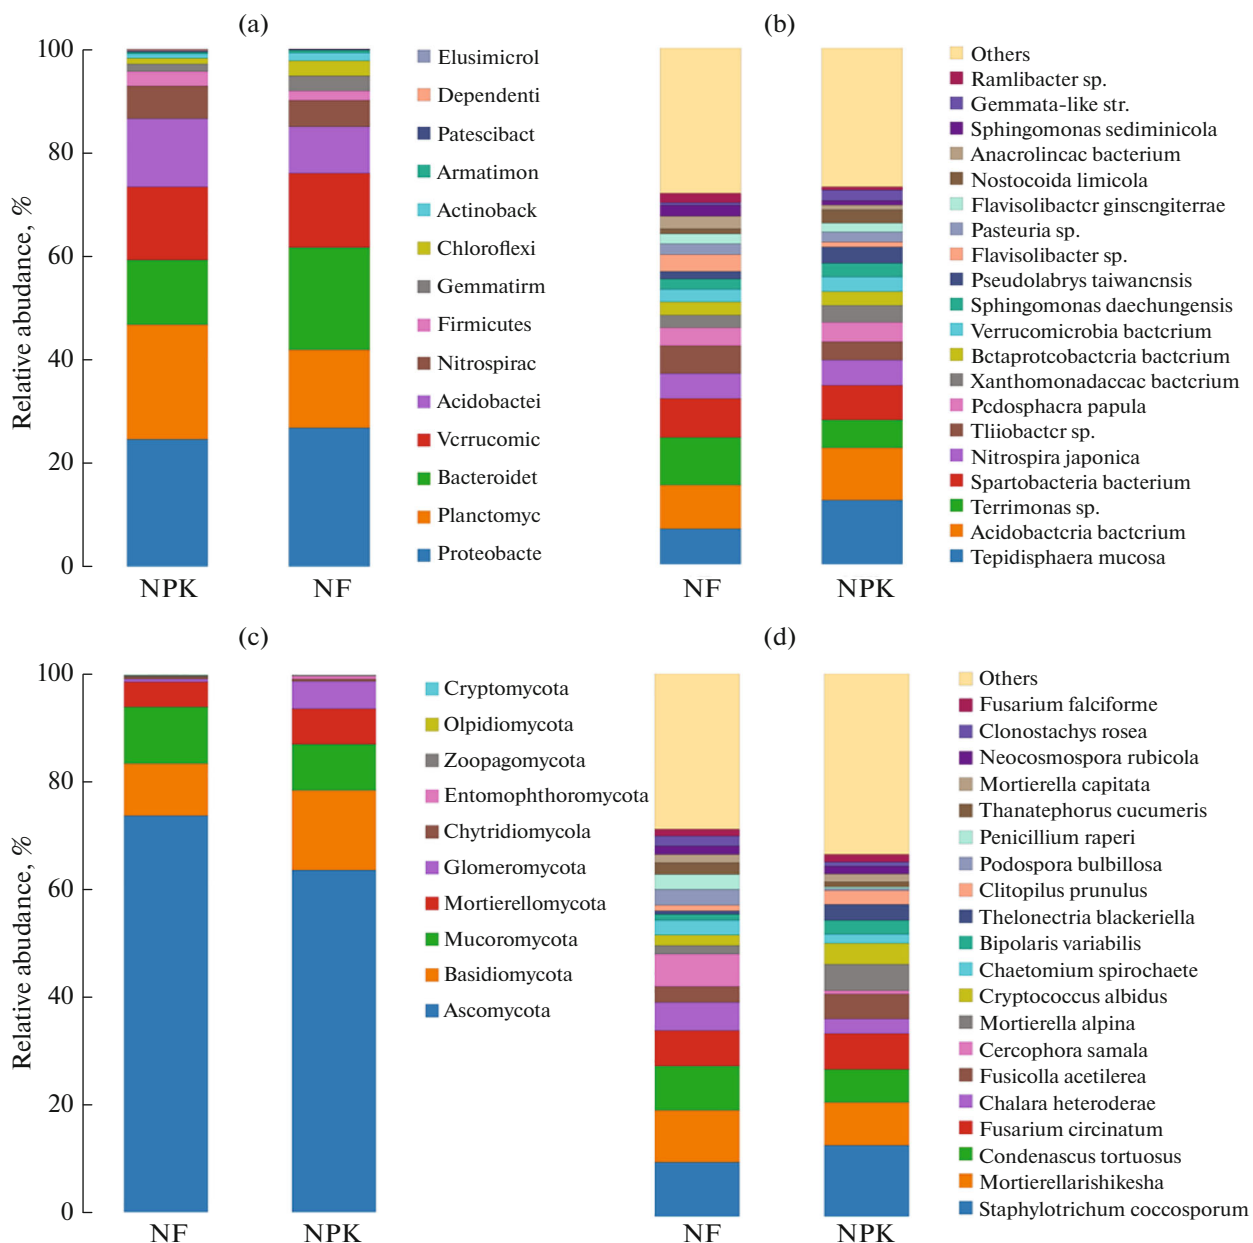 (a)
Relative abudance, %
100
80
60
40
20
0
NPK
NF
Elusimicrol
Dependenti
Patescibact
Armatimon
Actinoback
Chloroflexi
Gemmatirm
Firmicutes
Nitrospirac
Acidobactei
Vcrrucomic
Bacteroidet
Planctomyc
Proteobacte
(b)
NF
NPK
Others
Ramlibacter sp.
Gemmata-like str.
Sphingomonas sediminicola
Anacrolincac bacterium
Nostocoida limicola
Flavisolibactcr ginscngiterrae
Pasteuria sp.
Flavisolibacter sp.
Pseudolabrys taiwancnsis
Sphingomonas daechungensis
Verrucomicrobia bactcrium
Bctaprotcobactcria bactcrium
Xanthomonadaccac bactcrium
Pcdosphacra papula
Tliiobactcr sp.
Nitrospira japonica
Spartobacteria bacterium
Terrimonas sp.
Acidobactcria bactcrium
Tepidisphaera mucosa
(c)
Relative abudance, %
100
80
60
40
20
0
NF
NPK
Cryptomycota
Olpidiomycota
Zoopagomycota
Entomophthoromycota
Chytridiomycola
Glomeromycota
Mortierellomycota
Mucoromycota
Basidiomycota
Ascomycota
(d)
NF
NPK
Others
Fusarium falciforme
Clonostachys rosea
Neocosmospora rubicola
Mortierella capitata
Thanatephorus cucumeris
Penicillium raperi
Podospora bulbillosa
Clitopilus prunulus
Thelonectria blackeriella
Bipolaris variabilis
Chaetomium spirochaete
Cryptococcus albidus
Mortierella alpina
Cercophora samala
Fusicolla acetilerea
Chalara heteroderae
Fusarium circinatum
Condenascus tortuosus
Mortierellarishikesha
Staphylotrichum coccosporum